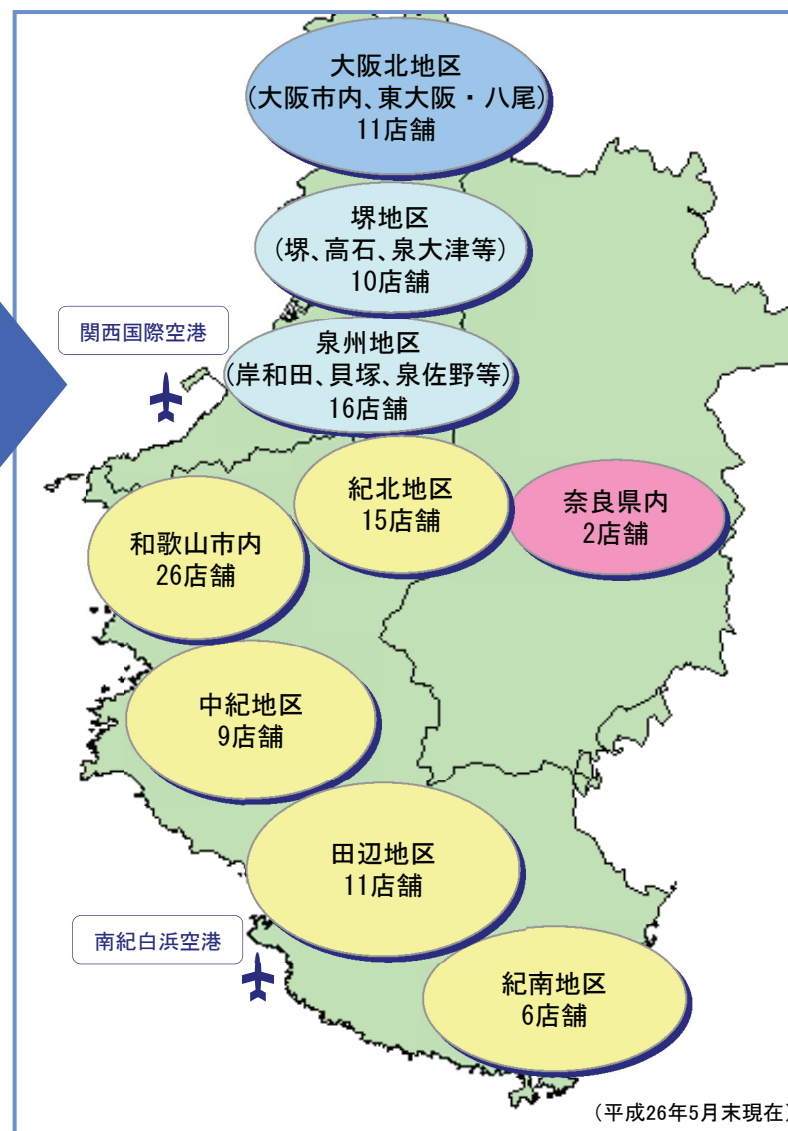 大阪北地区
(大阪市内、東大阪・八尾)
11店舗
堺地区
(堺、高石、泉大津等)
10店舗
関西国際空港
泉州地区
(岸和田、貝塚、泉佐野等)
16店舗
紀北地区
15店舗
奈良県内
2店舗
和歌山市内
26店舗
中紀地区
9店舗
田辺地区
11店舗
南紀白浜空港
紀南地区
6店舗
(平成26年5月末現在)